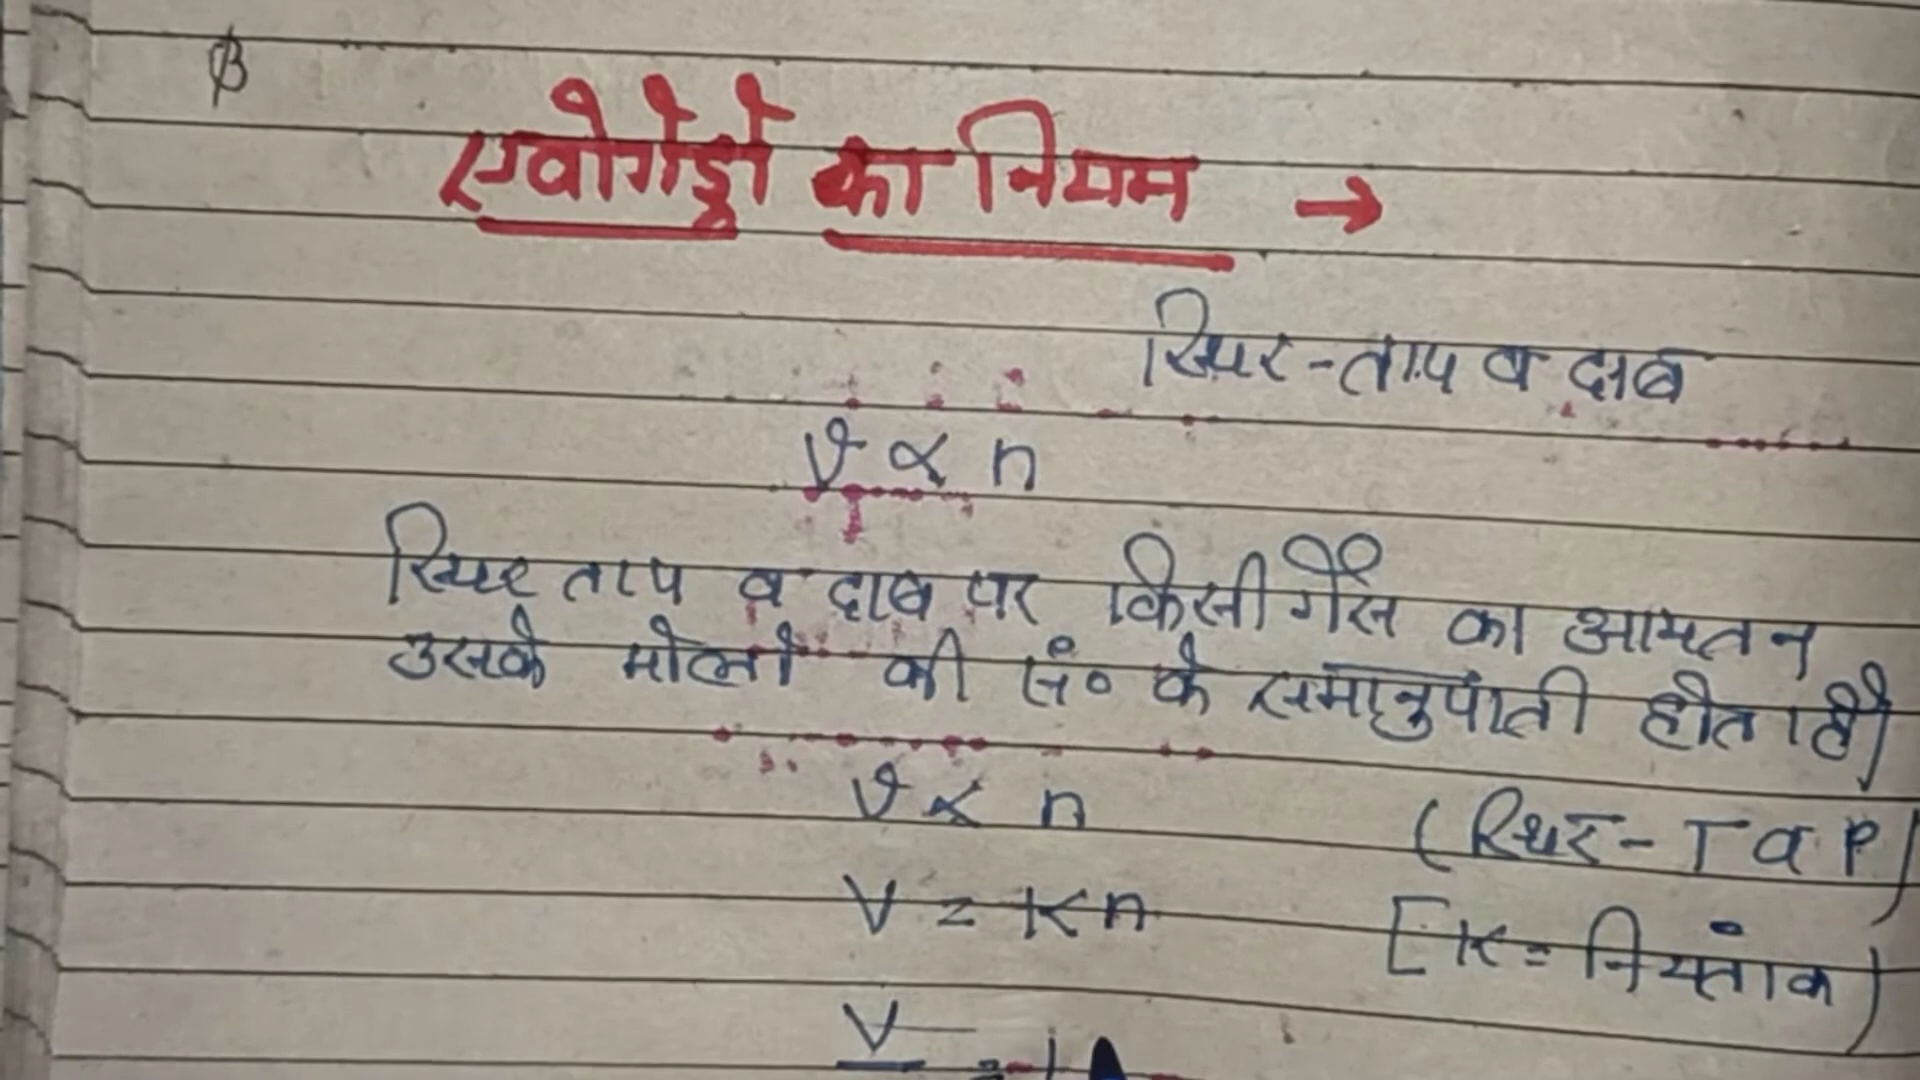 एवोगेड्रो का नियम →
स्थिर-ताप व दाब
V ∝ n
स्थिर ताप व दाब पर किसी गैस का आयतन
उसके मोलो की सं० के समानुपाती होता है।
V ∝ n (स्थिर- T व P)
V = Kn [K = नियतांक)
V